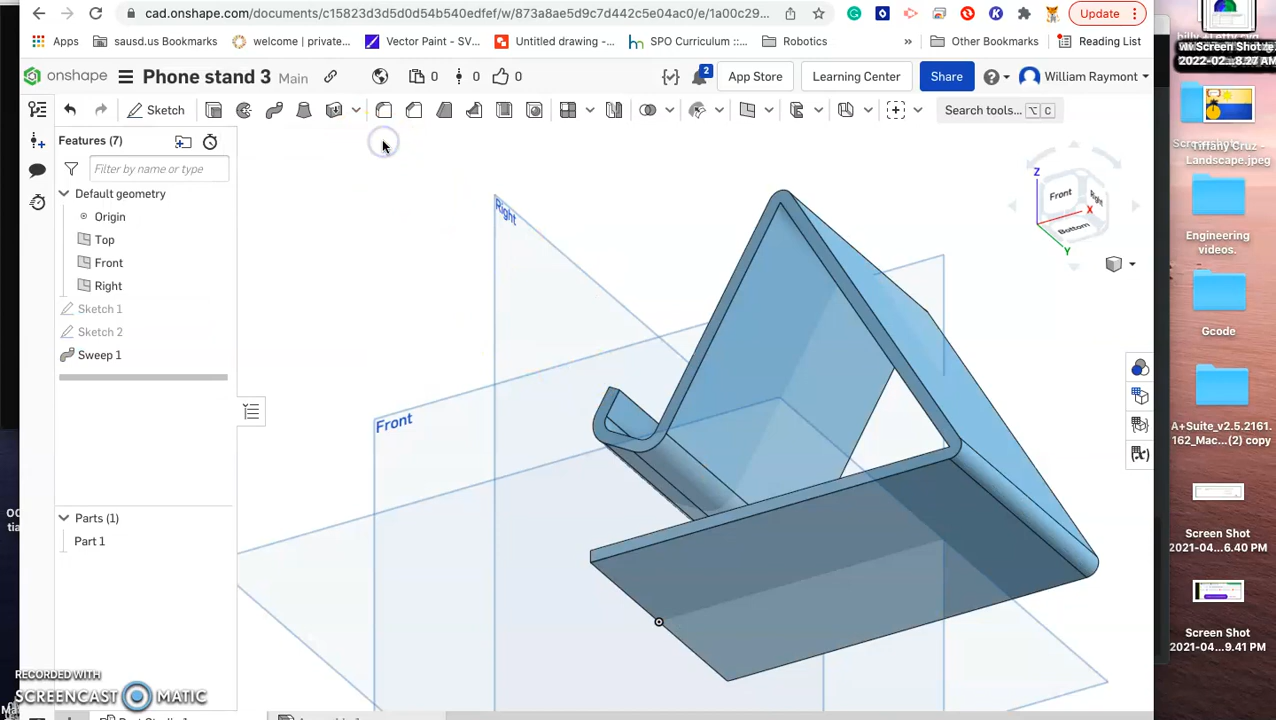 cad.onshape.com/documents/c15823d3d5d0d54b540edfef/w/873a8ae5d9c7d442c5e04ac0/e/1a00c29...
Update
Apps
sausd.us Bookmarks
welcome | private...
Vector Paint - SV...
Untitled drawing -...
SPO Curriculum ::...
Robotics
»
Other Bookmarks
Reading List
onshape
Phone stand 3
Main
0
0
0
2
App Store
Learning Center
Share
William Raymont
Sketch
Search tools...
⌥ C
Features (7)
Filter by name or type
Default geometry
Origin
Top
Front
Right
Sketch 1
Sketch 2
Sweep 1
Parts (1)
Part 1
Right
Front
Z
Front
Right
X
Bottom
Y
RECORDED WITH
SCREENCAST MATIC
Tiffany Cruz -
Landscape.jpeg
Engineering
videos.
Gcode
A+Suite_v2.5.2161.
162_Mac...(2) copy
Screen Shot
2021-04...6.40 PM
Screen Shot
2021-04...9.41 PM